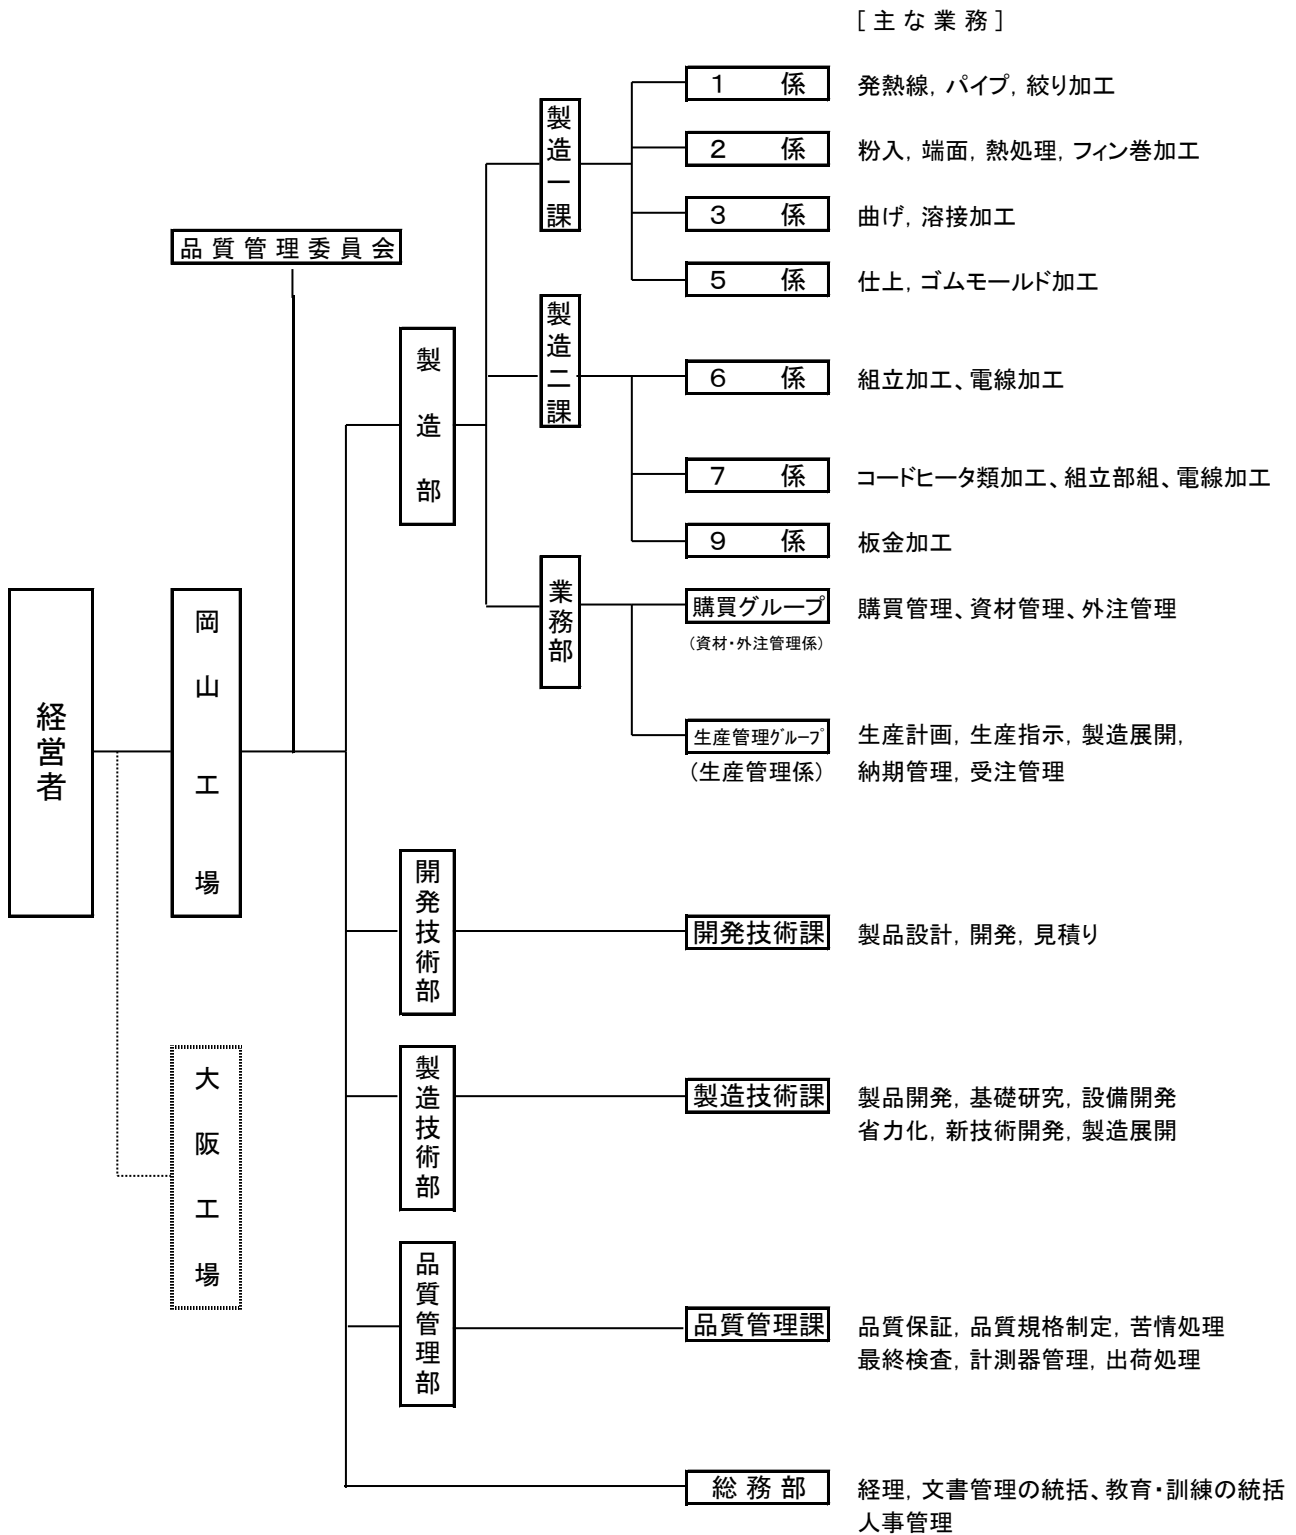 ［主な業務］
1 係
発熱線, パイプ, 絞り加工
製造一課
2 係
粉入, 端面, 熱処理, フィン巻加工
3 係
曲げ, 溶接加工
品質管理委員会
5 係
仕上, ゴムモールド加工
製造部
製造二課
6 係
組立加工、電線加工
7 係
コードヒータ類加工、組立部組、電線加工
9 係
板金加工
経営者
岡山工場
業務部
購買グループ
購買管理、資材管理、外注管理
（資材・外注管理係）
生産管理グループ
生産計画, 生産指示, 製造展開,
（生産管理係）
納期管理, 受注管理
開発技術部
開発技術課
製品設計, 開発, 見積り
大阪工場
製造技術部
製造技術課
製品開発, 基礎研究, 設備開発
省力化, 新技術開発, 製造展開
品質管理部
品質管理課
品質保証, 品質規格制定, 苦情処理
最終検査, 計測器管理, 出荷処理
総務部
経理, 文書管理の統括、教育・訓練の統括
人事管理